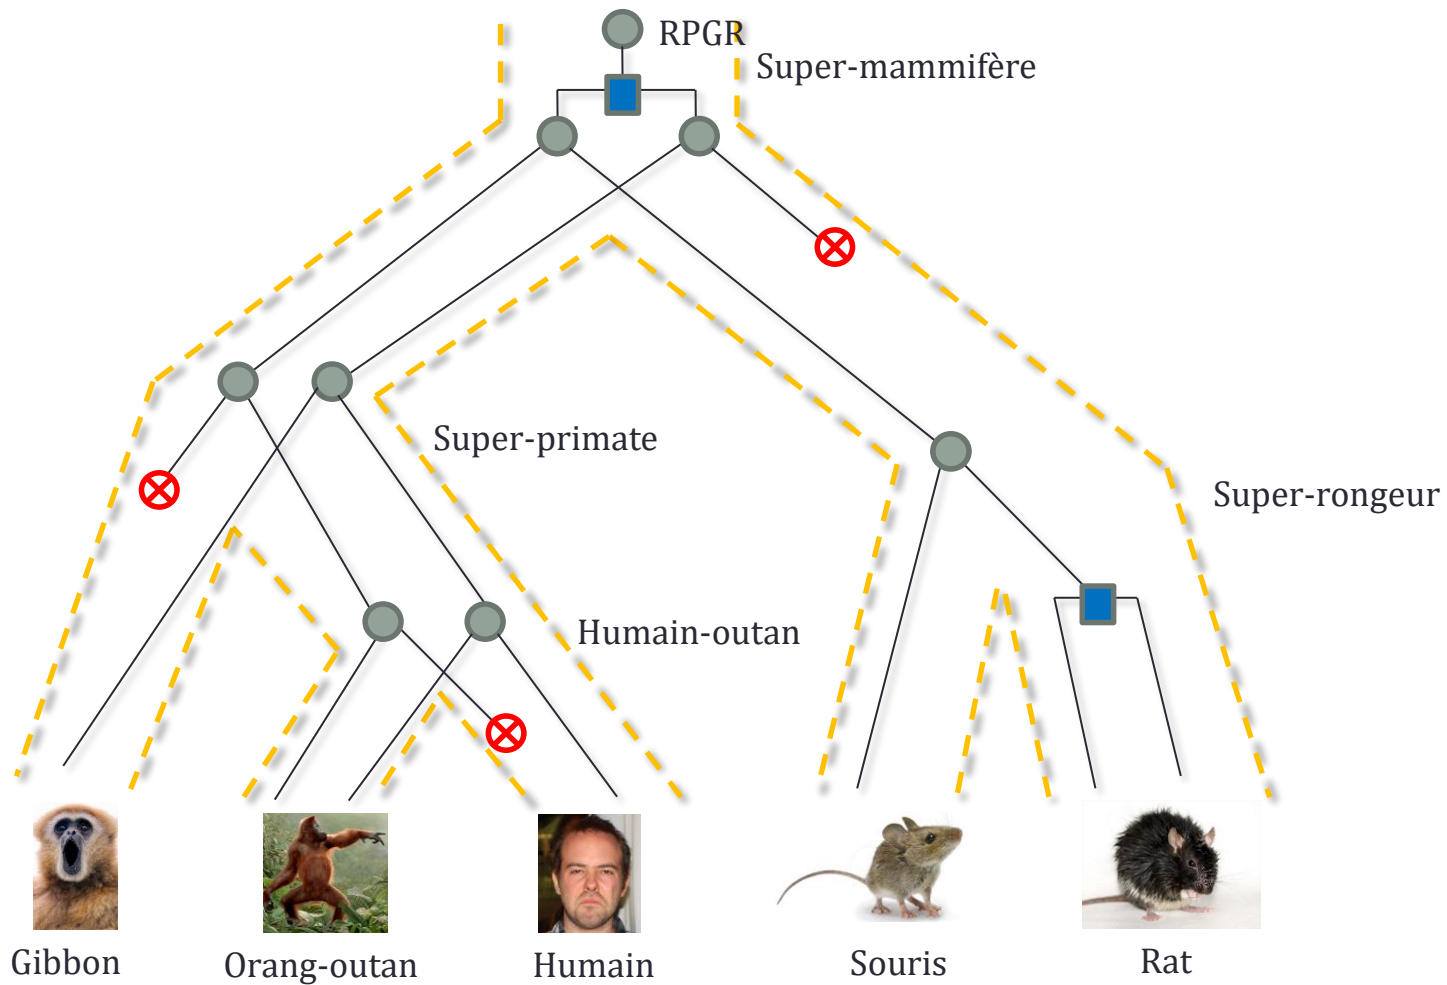 RPGR
Super-mammifère
Super-primate
Super-rongeur
Humain-outan
Gibbon
Orang-outan
Humain
Souris
Rat